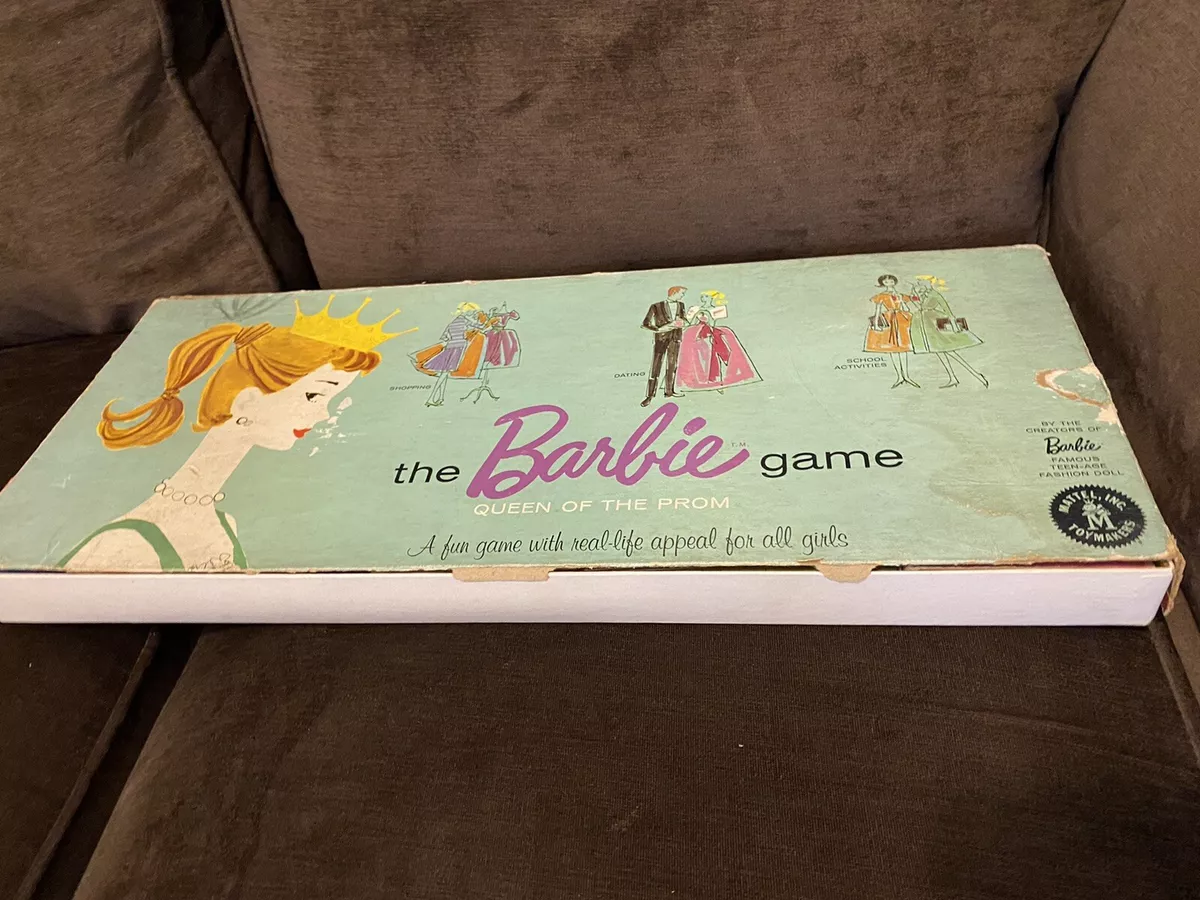 SHOPPING
DATING
SCHOOL
ACTIVITIES
the Barbie T.M. game
QUEEN OF THE PROM
A fun game with real-life appeal for all girls
BY THE
CREATORS OF
Barbie
FAMOUS
TEEN-AGE
FASHION DOLL
MATTEL, INC.
M
TOYMAKERS